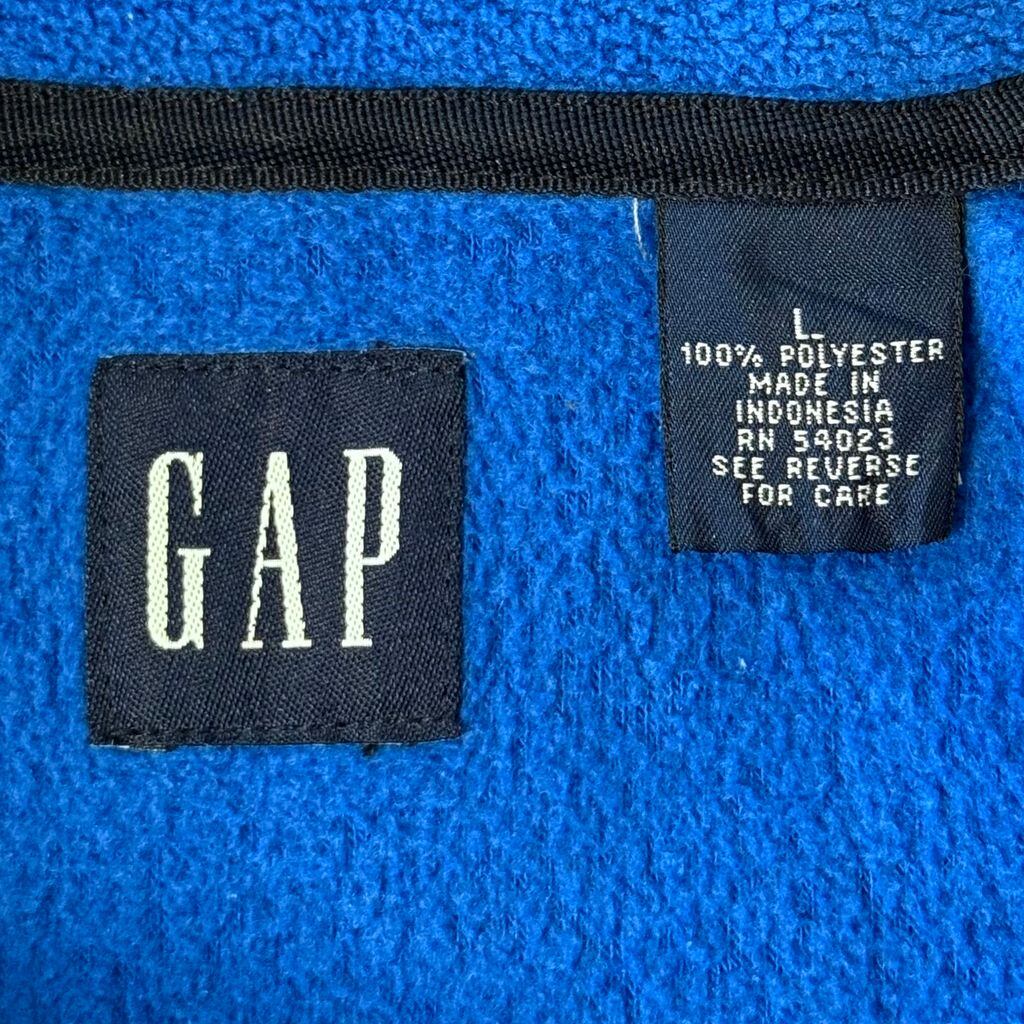 GAP
L
100% POLYESTER
MADE IN
INDONESIA
RN 54023
SEE REVERSE
FOR CARE